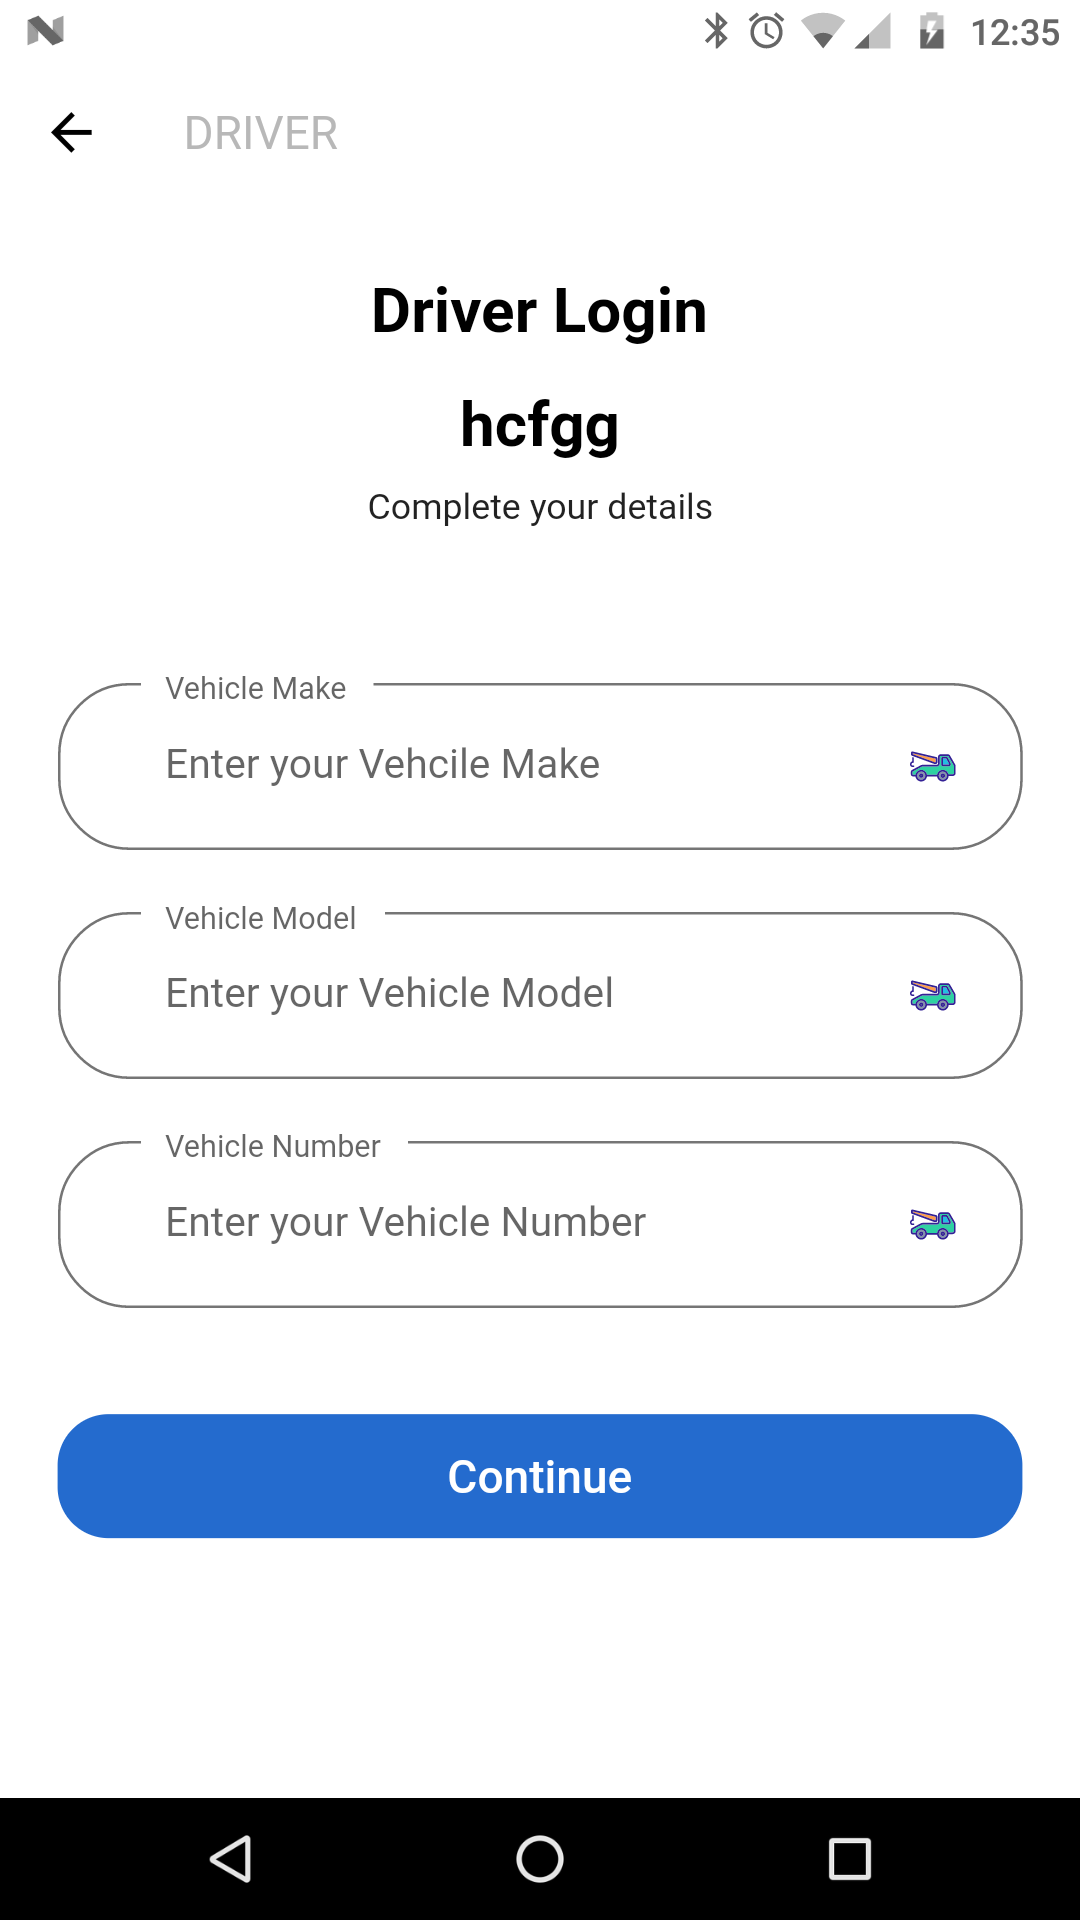 12:35
DRIVER
Driver Login
hcfgg
Complete your details
Vehicle Make
Enter your Vehcile Make
Vehicle Model
Enter your Vehicle Model
Vehicle Number
Enter your Vehicle Number
Continue